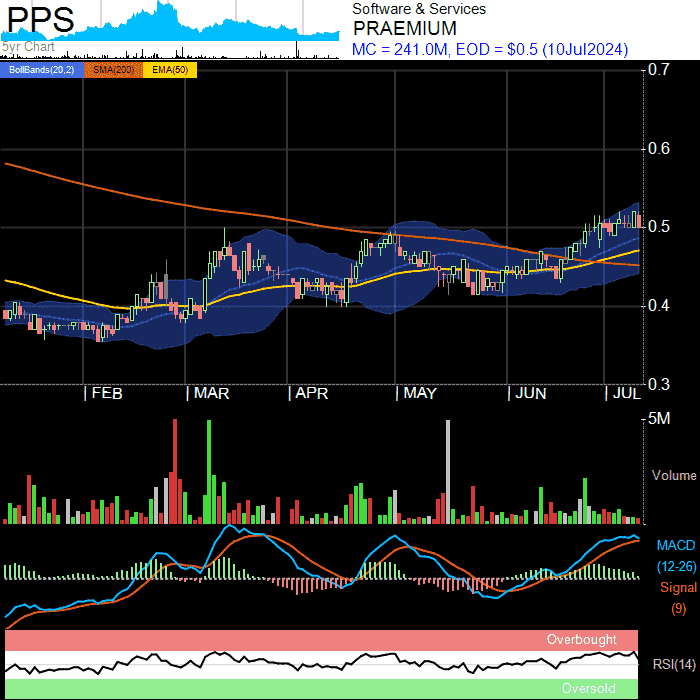 PPS
5yr Chart
Software & Services
PRAEMIUM
MC = 241.0M, EOD = $0.5 (10Jul2024)
BollBands(20,2) SMA(200) EMA(50)
0.7
0.6
0.5
0.4
0.3
FEB MAR APR MAY JUN JUL
5M
Volume
MACD
(12-26)
Signal
(9)
Overbought
RSI(14)
Oversold